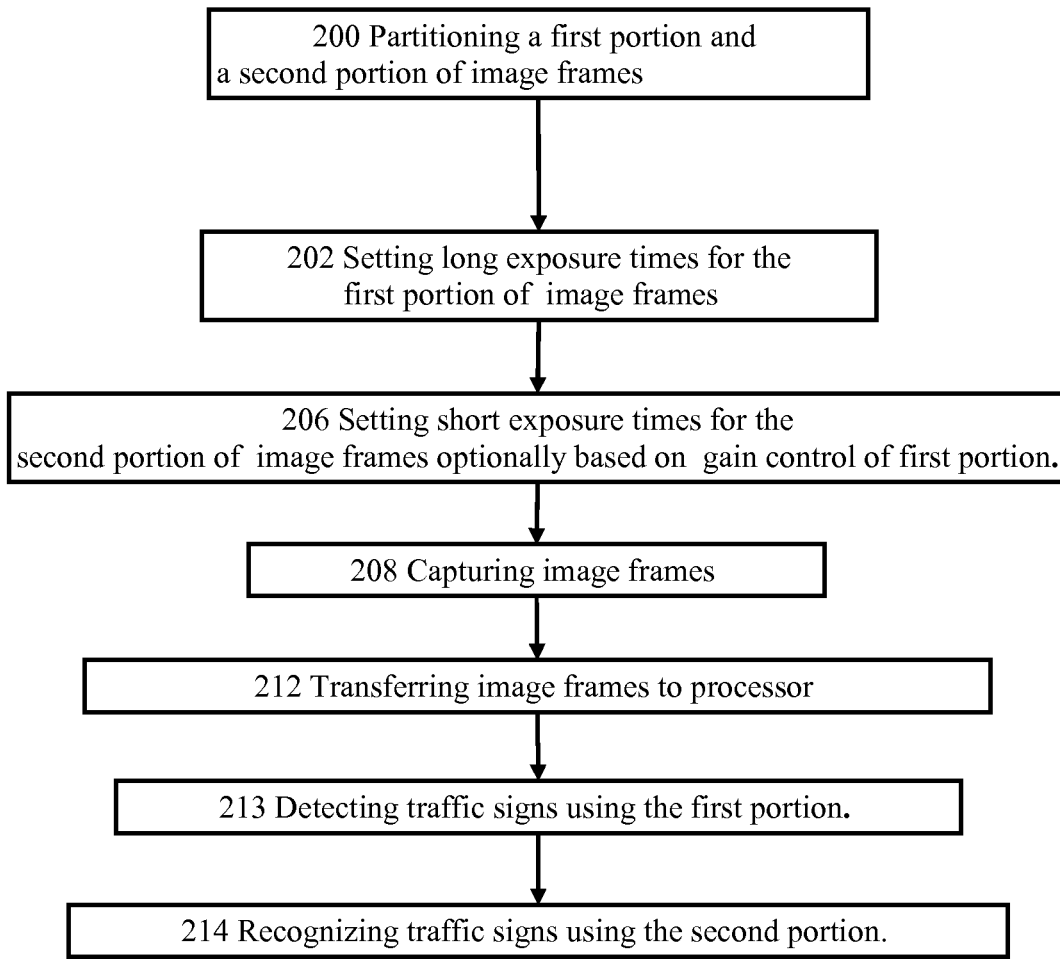 200 Partitioning a first portion and
a second portion of image frames
202 Setting long exposure times for the
first portion of image frames
206 Setting short exposure times for the
second portion of image frames optionally based on gain control of first portion.
208 Capturing image frames
212 Transferring image frames to processor
213 Detecting traffic signs using the first portion.
214 Recognizing traffic signs using the second portion.